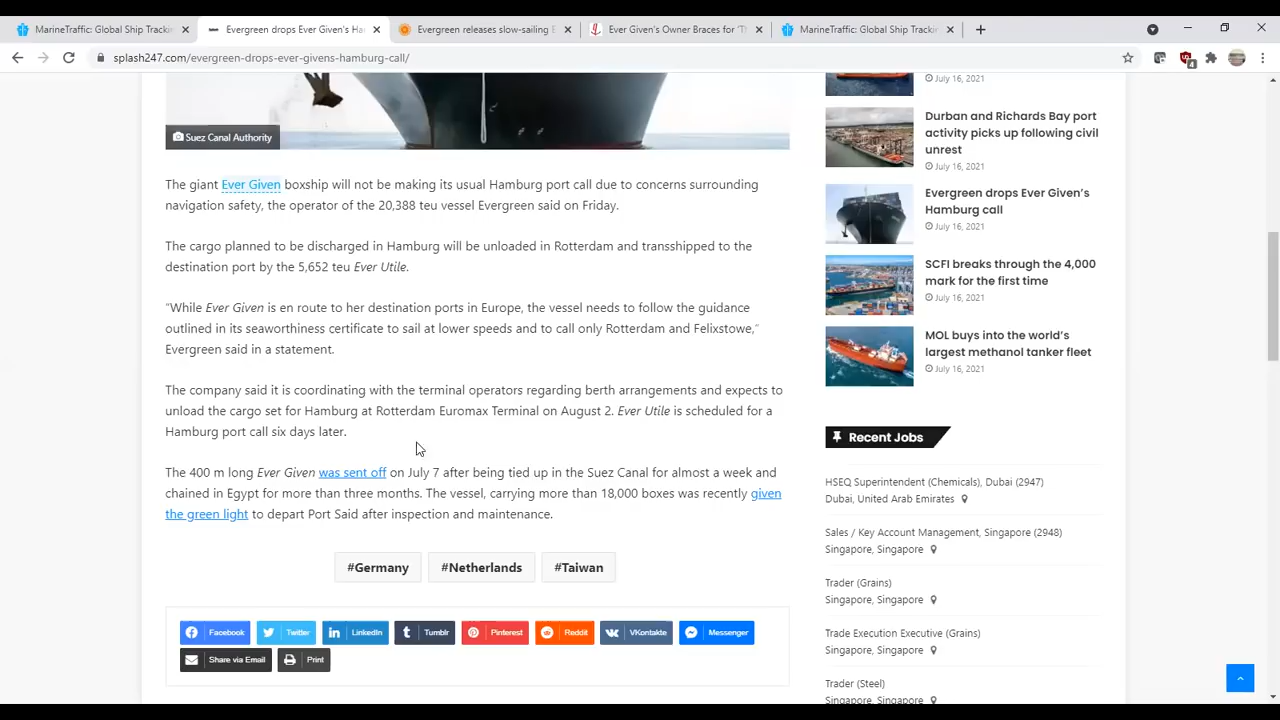 MarineTraffic: Global Ship Trackin
Evergreen drops Ever Given's Ha
Evergreen releases slow-sailing E
Ever Given's Owner Braces for 'T
MarineTraffic: Global Ship Trackin
splash247.com/evergreen-drops-ever-givens-hamburg-call/
4
Suez Canal Authority
The giant Ever Given boxship will not be making its usual Hamburg port call due to concerns surrounding
navigation safety, the operator of the 20,388 teu vessel Evergreen said on Friday.
The cargo planned to be discharged in Hamburg will be unloaded in Rotterdam and transshipped to the
destination port by the 5,652 teu Ever Utile.
“While Ever Given is en route to her destination ports in Europe, the vessel needs to follow the guidance
outlined in its seaworthiness certificate to sail at lower speeds and to call only Rotterdam and Felixstowe,”
Evergreen said in a statement.
The company said it is coordinating with the terminal operators regarding berth arrangements and expects to
unload the cargo set for Hamburg at Rotterdam Euromax Terminal on August 2. Ever Utile is scheduled for a
Hamburg port call six days later.
The 400 m long Ever Given was sent off on July 7 after being tied up in the Suez Canal for almost a week and
chained in Egypt for more than three months. The vessel, carrying more than 18,000 boxes was recently given
the green light to depart Port Said after inspection and maintenance.
#Germany
#Netherlands
#Taiwan
Facebook
Twitter
LinkedIn
Tumblr
Pinterest
Reddit
VKontakte
Messenger
Share via Email
Print
July 16, 2021
Durban and Richards Bay port
activity picks up following civil
unrest
July 16, 2021
Evergreen drops Ever Given’s
Hamburg call
July 16, 2021
SCFI breaks through the 4,000
mark for the first time
July 16, 2021
MOL buys into the world’s
largest methanol tanker fleet
July 16, 2021
Recent Jobs
HSEQ Superintendent (Chemicals), Dubai (2947)
Dubai, United Arab Emirates
Sales / Key Account Management, Singapore (2948)
Singapore, Singapore
Trader (Grains)
Singapore, Singapore
Trade Execution Executive (Grains)
Singapore, Singapore
Trader (Steel)
Singapore, Singapore